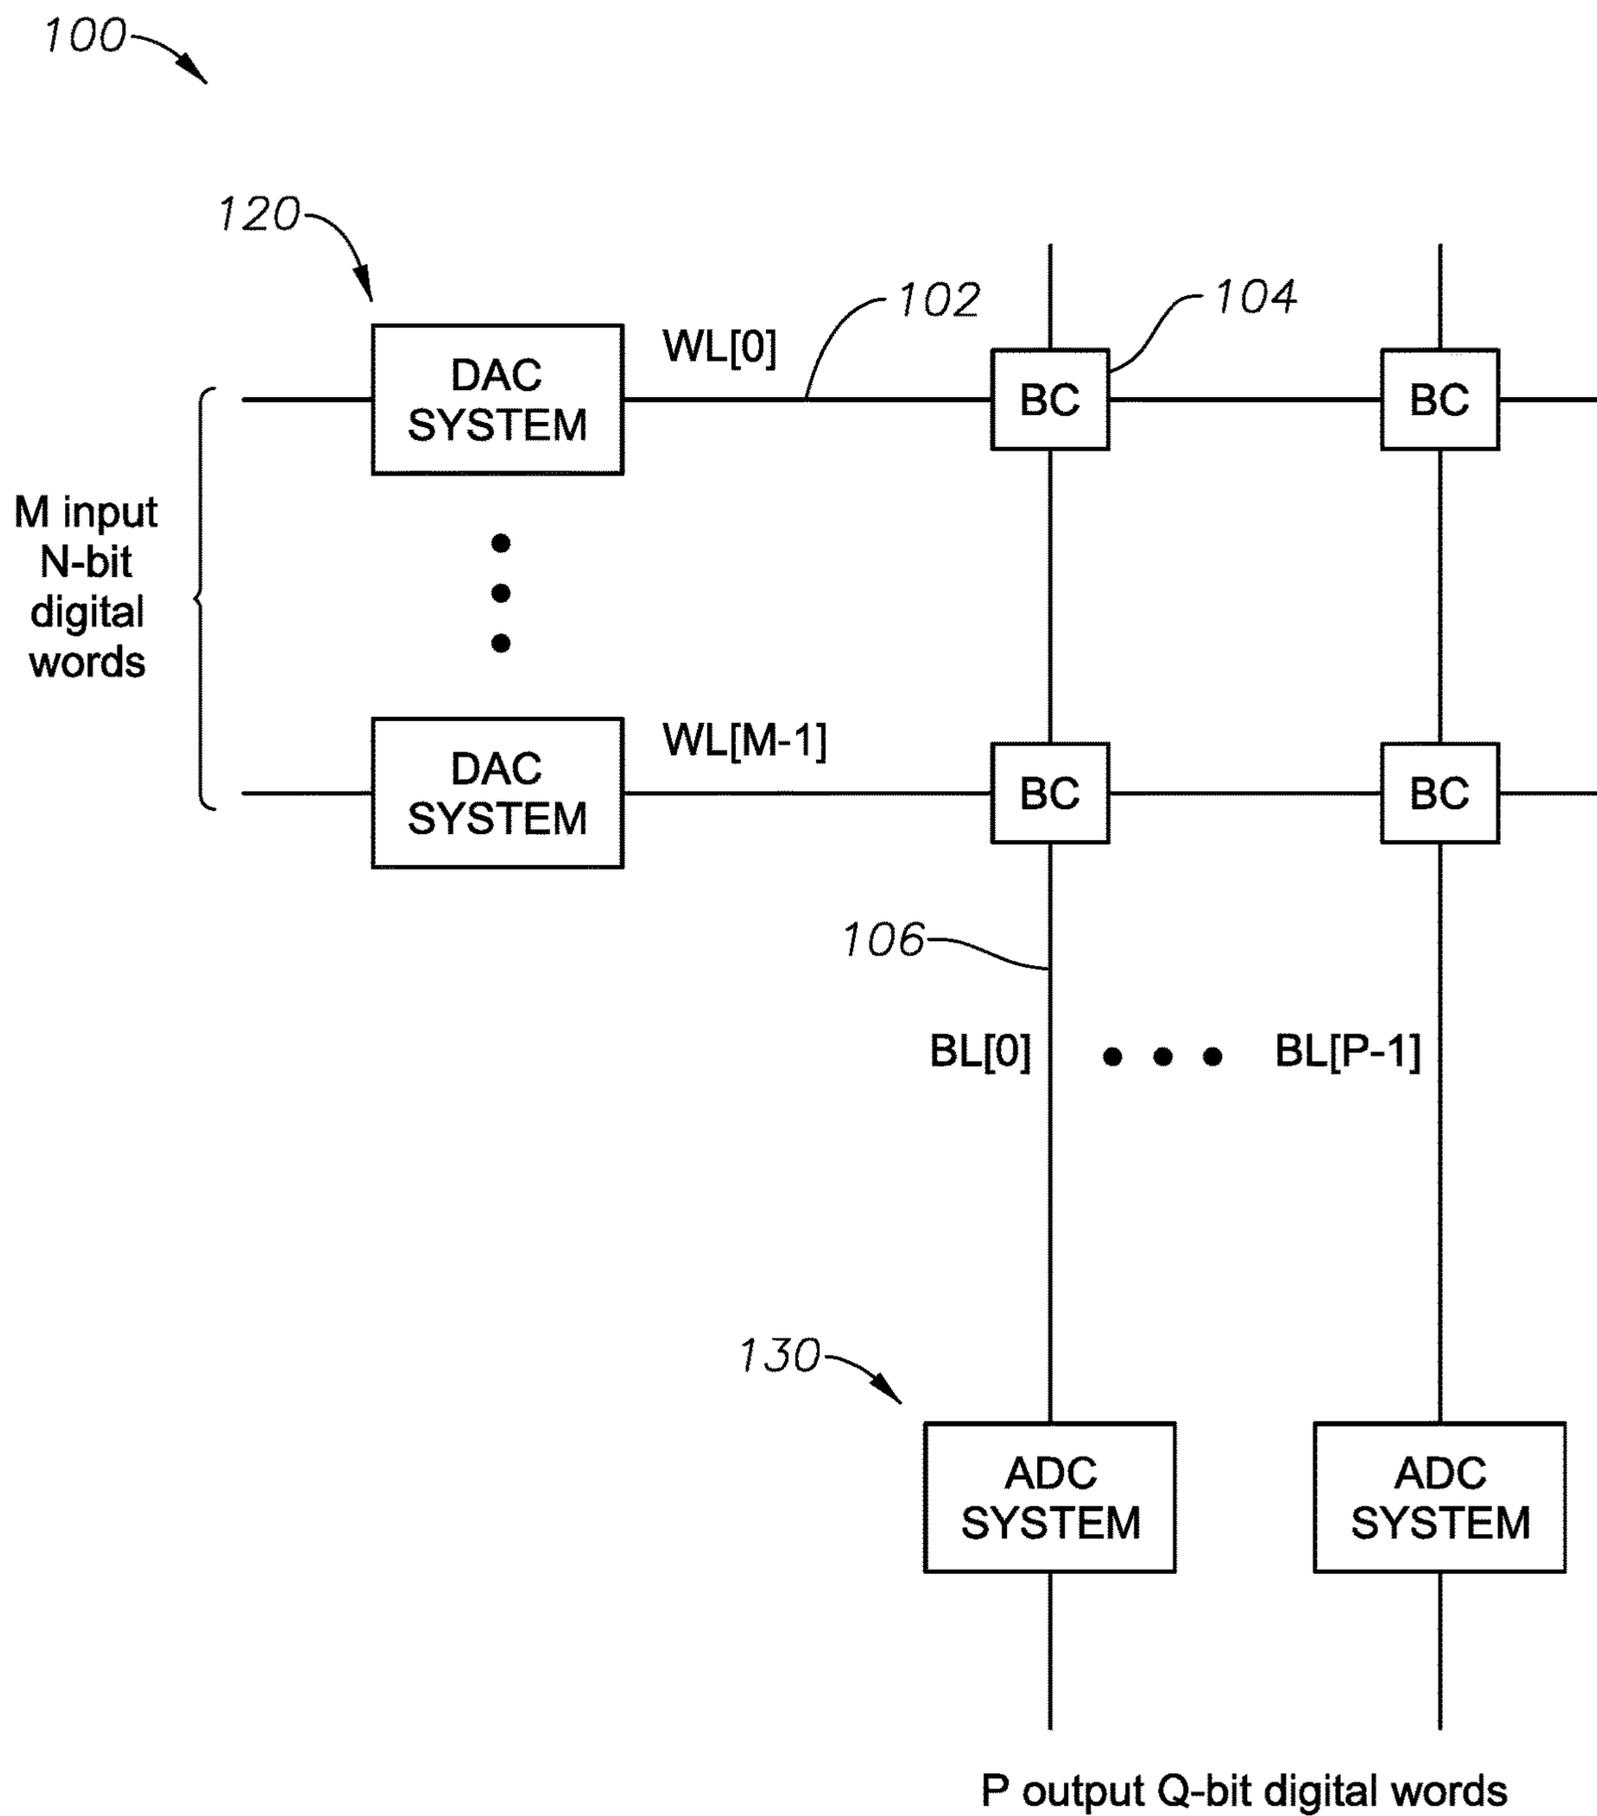 100
120
102
104
WL[0]
DAC
SYSTEM
BC
BC
M input
N-bit
digital
words
WL[M-1]
DAC
SYSTEM
BC
BC
106
BL[0]
BL[P-1]
130
ADC
SYSTEM
ADC
SYSTEM
P output Q-bit digital words